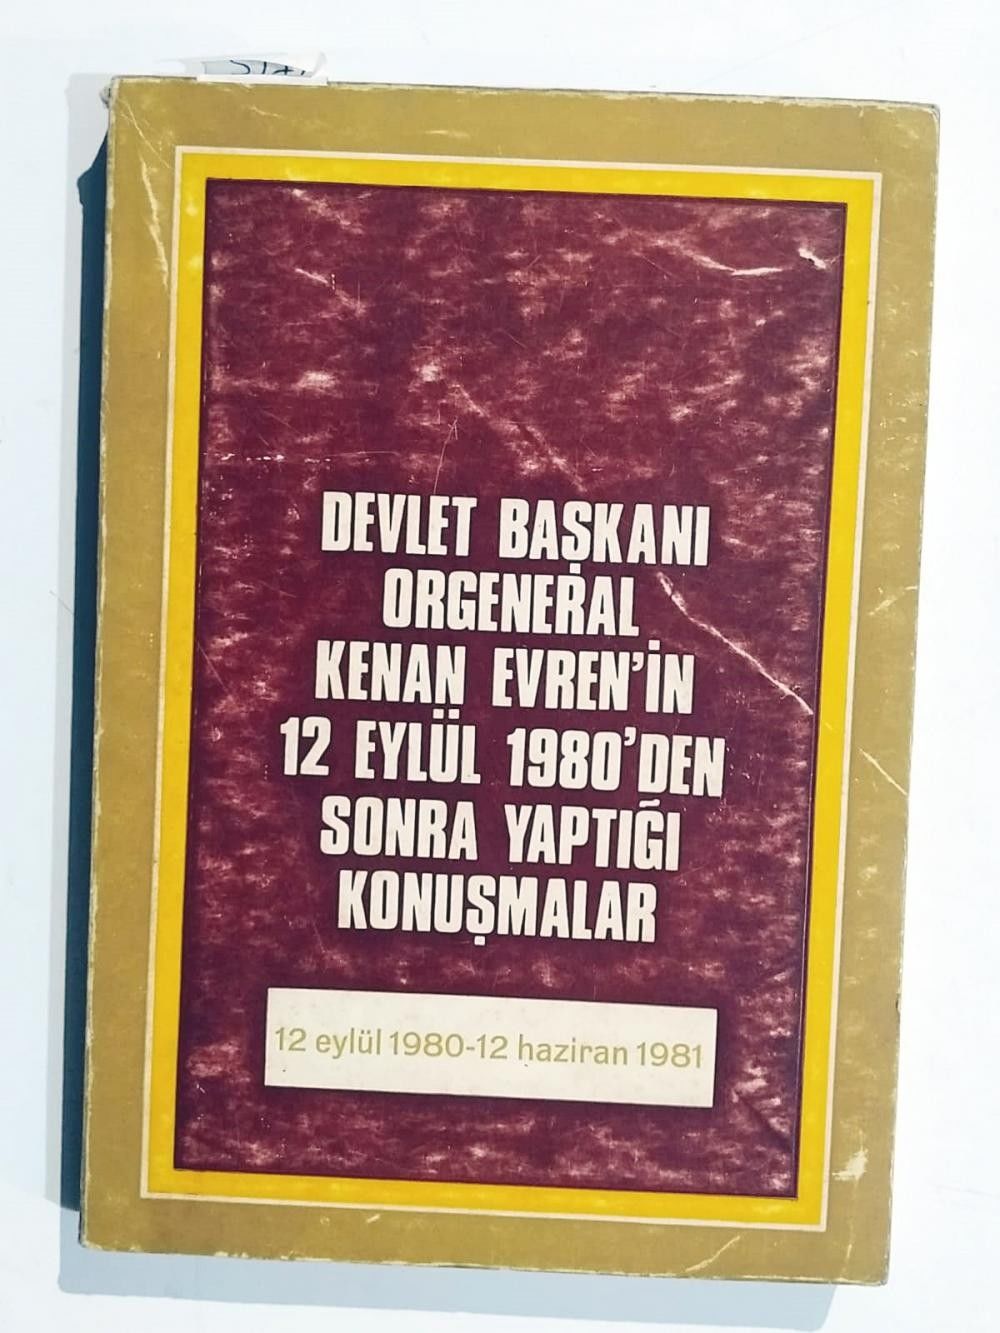 DEVLET BAŞKANI
ORGENERAL
KENAN EVREN'İN
12 EYLÜL 1980'DEN
SONRA YAPTIĞI
KONUŞMALAR
12 eylül 1980-12 haziran 1981